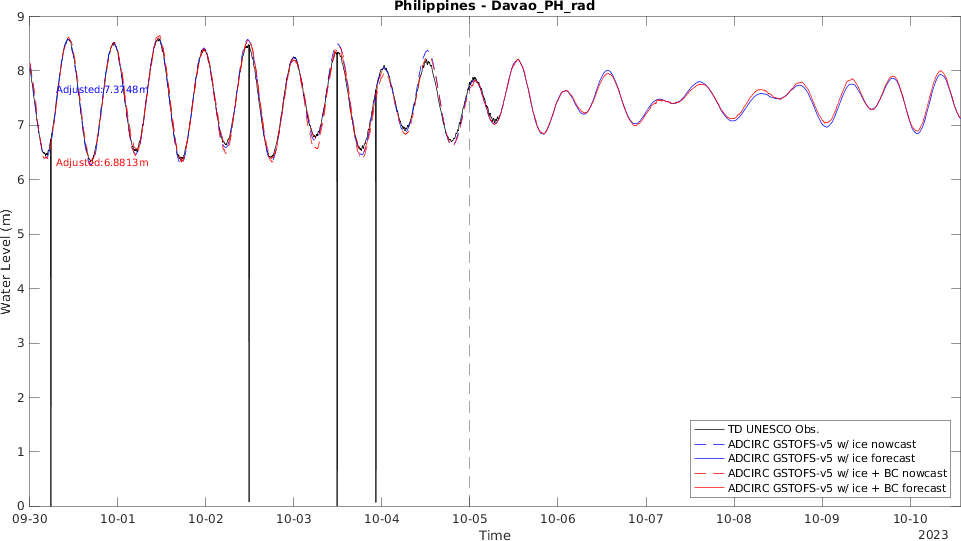 Philippines - Davao_PH_rad
9
8
7
6
5
4
3
2
1
0
Water Level (m)
Adjusted:7.3748m
Adjusted:6.8813m
TD UNESCO Obs.
ADCIRC GSTOFS-v5 w/ ice nowcast
ADCIRC GSTOFS-v5 w/ ice forecast
ADCIRC GSTOFS-v5 w/ ice + BC nowcast
ADCIRC GSTOFS-v5 w/ ice + BC forecast
09-30 10-01 10-02 10-03 10-04 10-05 10-06 10-07 10-08 10-09 10-10
Time
2023